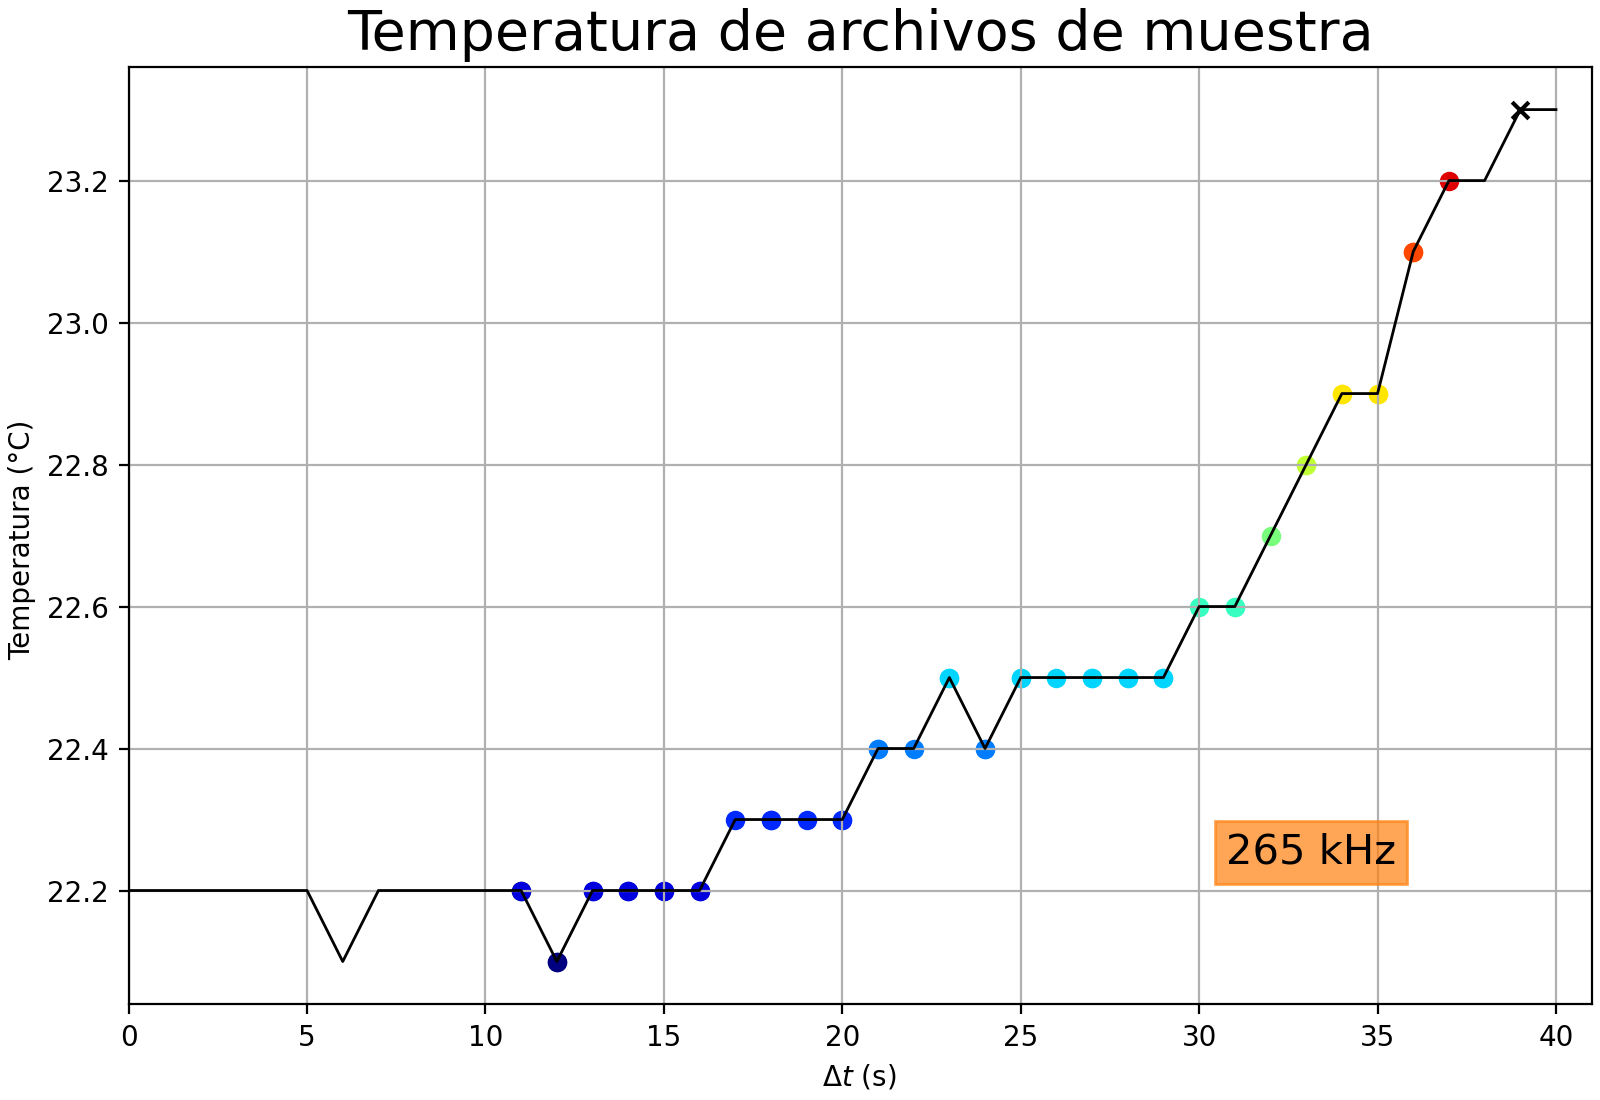 Temperatura de archivos de muestra
Temperatura (°C)
23.2
23.0
22.8
22.6
22.4
22.2
265 kHz
0 5 10 15 20 25 30 35 40
Δt (s)